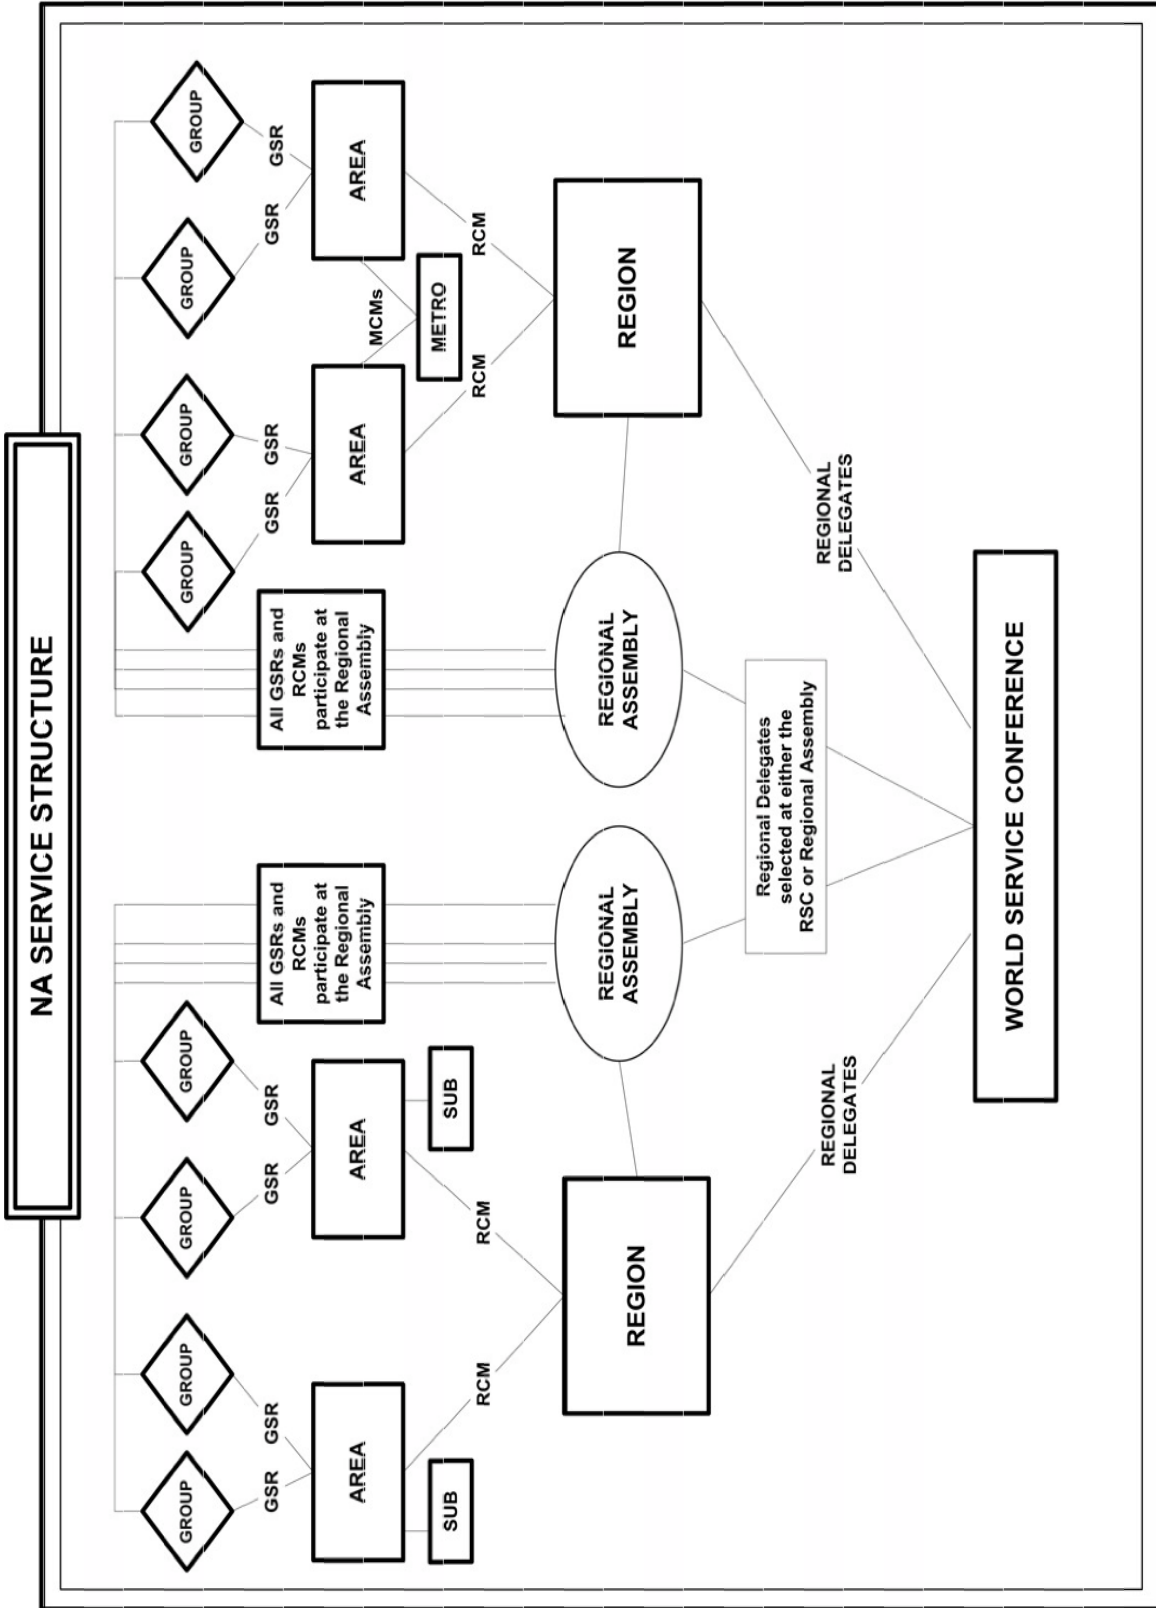 NA SERVICE STRUCTURE
GROUP
GROUP
GROUP
GROUP
GROUP
GROUP
GROUP
GROUP
GSR
GSR
GSR
GSR
GSR
GSR
GSR
GSR
All GSRs and
RCMs
participate at
the Regional
Assembly
All GSRs and
RCMs
participate at
the Regional
Assembly
AREA
AREA
AREA
AREA
MCMs
SUB
SUB
METRO
RCM
RCM
RCM
RCM
REGION
REGIONAL
ASSEMBLY
REGIONAL
ASSEMBLY
REGION
Regional Delegates
selected at either the
RSC or Regional Assembly
REGIONAL
DELEGATES
REGIONAL
DELEGATES
WORLD SERVICE CONFERENCE